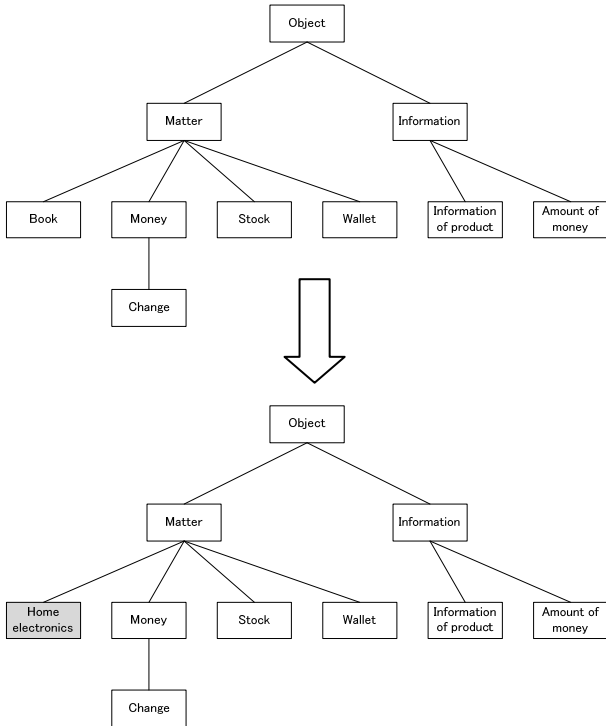 Object
Matter
Information
Book
Money
Stock
Wallet
Information
of product
Amount of
money
Change
Object
Matter
Information
Home
electronics
Money
Stock
Wallet
Information
of product
Amount of
money
Change